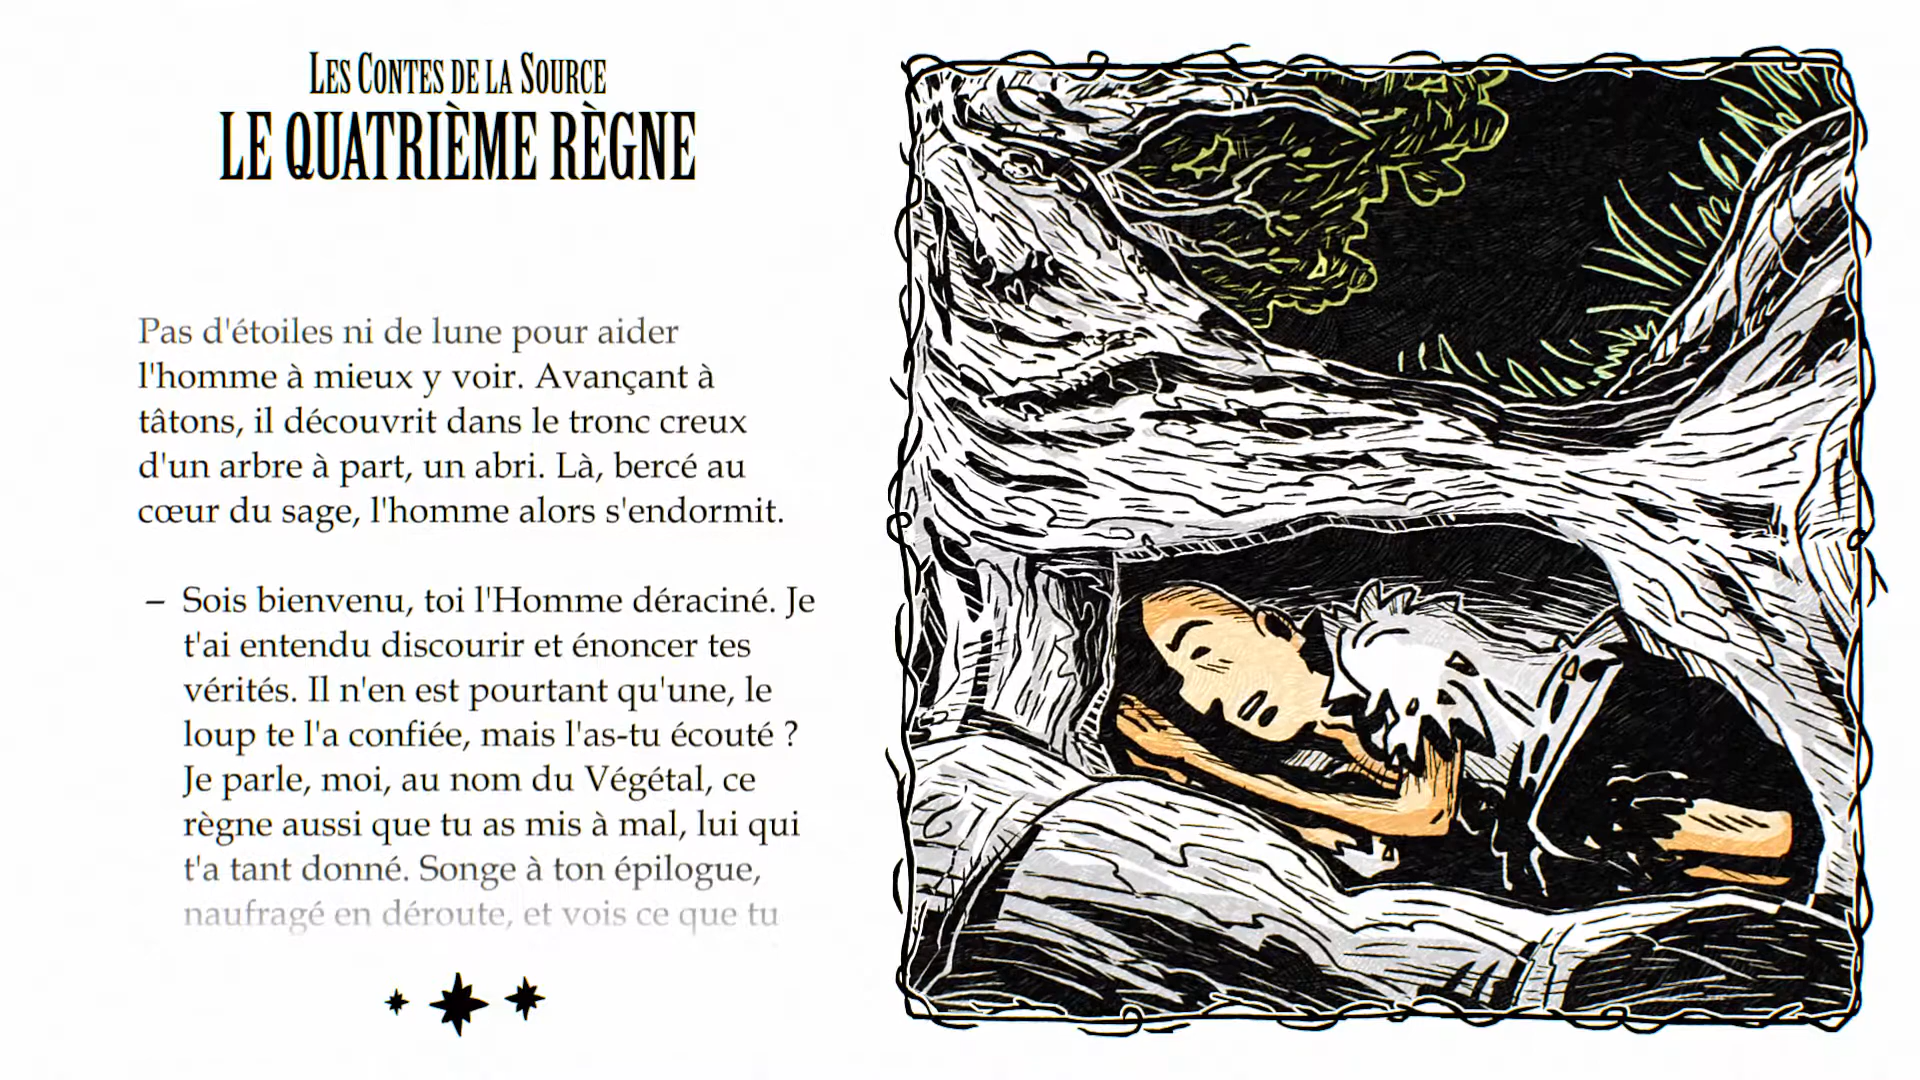 LES CONTES DE LA SOURCE
LE QUATRIÈME RÈGNE
Pas d'étoiles ni de lune pour aider
l'homme à mieux y voir. Avançant à
tâtons, il découvrit dans le tronc creux
d'un arbre à part, un abri. Là, bercé au
cœur du sage, l'homme alors s'endormit.
– Sois bienvenu, toi l'Homme déraciné. Je
t'ai entendu discourir et énoncer tes
vérités. Il n'en est pourtant qu'une, le
loup te l'a confiée, mais l'as-tu écouté ?
Je parle, moi, au nom du Végétal, ce
règne aussi que tu as mis à mal, lui qui
t'a tant donné. Songe à ton épilogue,
naufragé en déroute, et vois ce que tu